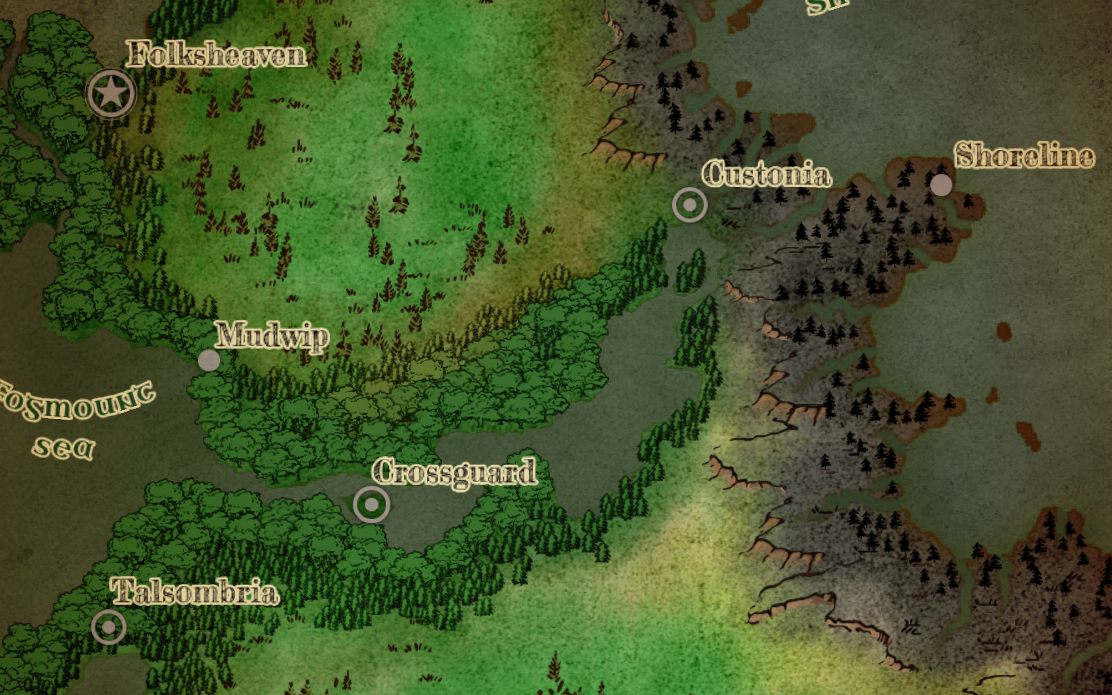 Folksheaven
Custonia
Shoreline
Mudwip
sea
Crossguard
Talsombria